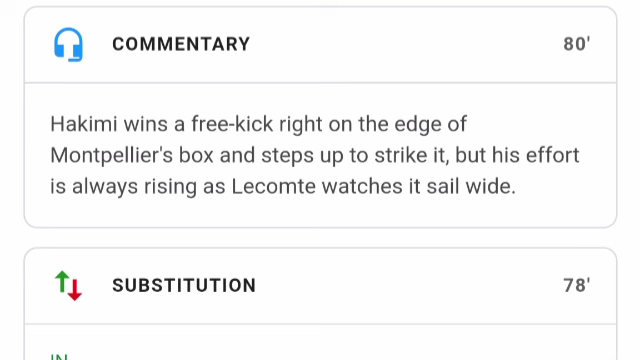 COMMENTARY 80'
Hakimi wins a free-kick right on the edge of
Montpellier's box and steps up to strike it, but his effort
is always rising as Lecomte watches it sail wide.
SUBSTITUTION 78'
IN